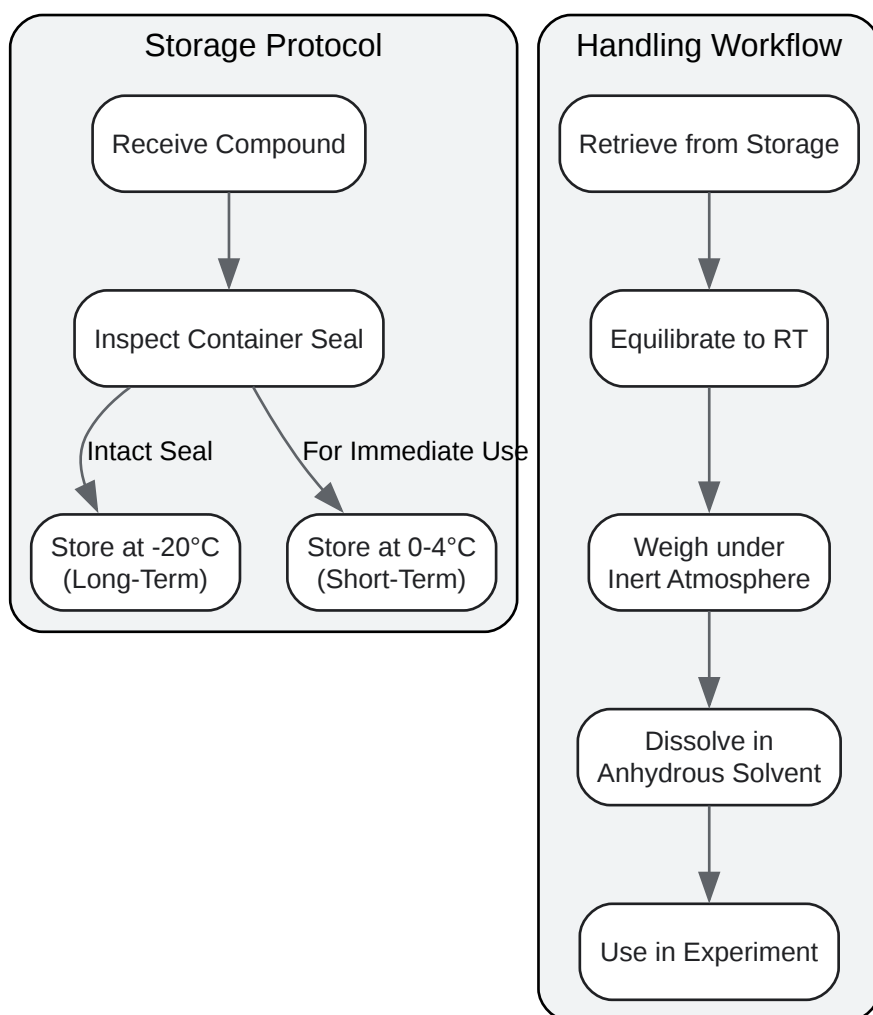 Storage Protocol
Receive Compound
Inspect Container Seal
Intact Seal
For Immediate Use
Store at -20°C
(Long-Term)
Store at 0-4°C
(Short-Term)
Handling Workflow
Retrieve from Storage
Equilibrate to RT
Weigh under
Inert Atmosphere
Dissolve in
Anhydrous Solvent
Use in Experiment